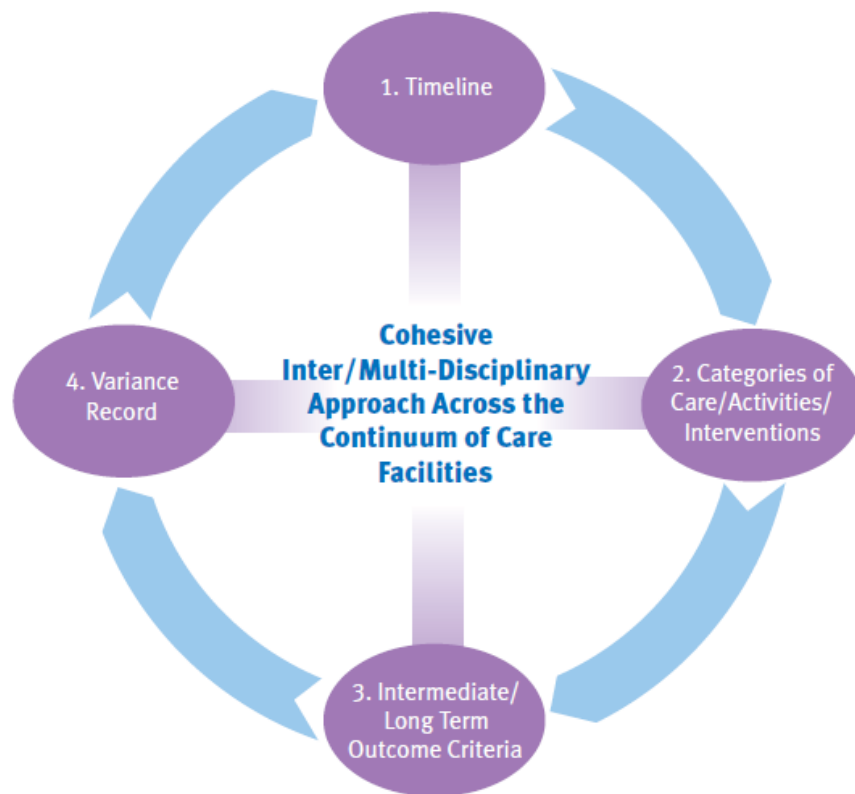 1. Timeline
Cohesive
Inter/Multi-Disciplinary
Approach Across the
Continuum of Care
Facilities
4. Variance
Record
2. Categories of
Care/Activities/
Interventions
3. Intermediate/
Long Term
Outcome Criteria